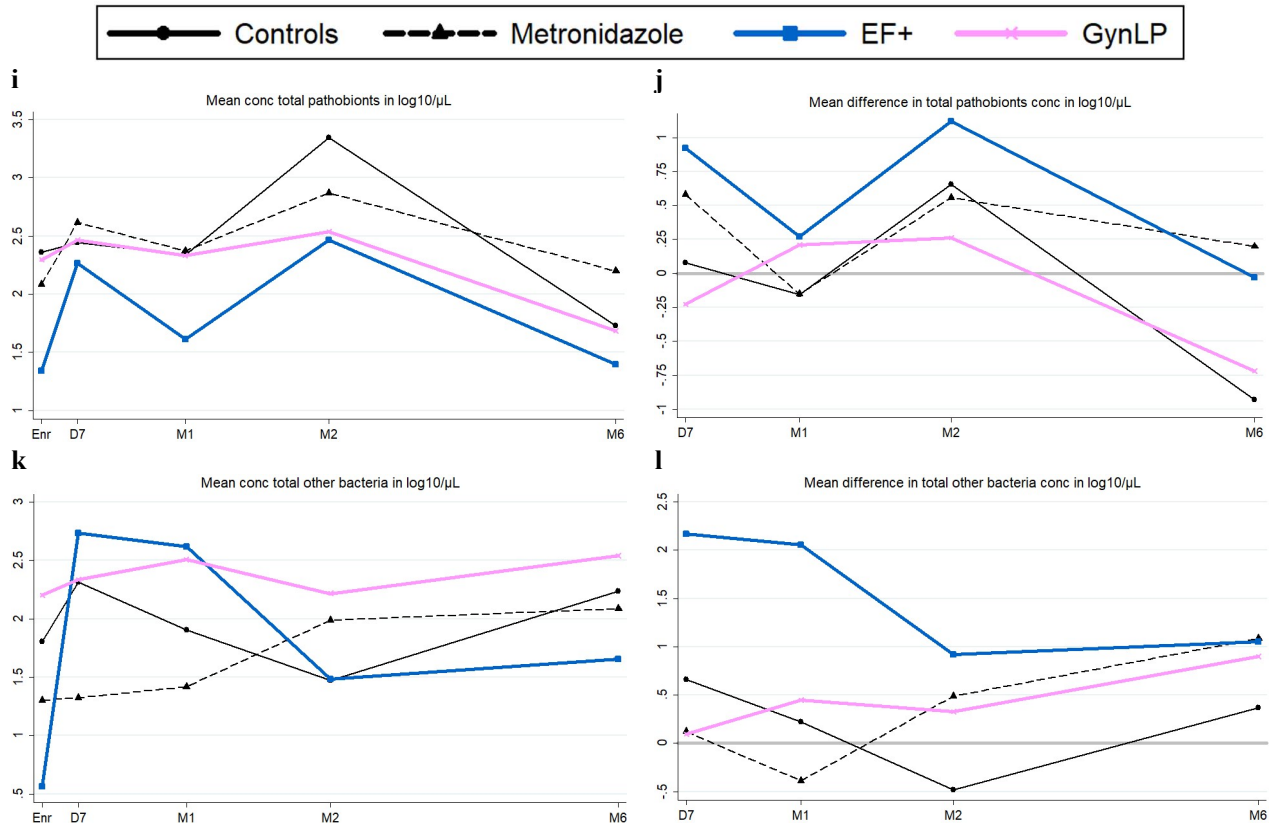 Controls Metronidazole EF+ GynLP
i
Mean conc total pathobionts in log10/µL
3.5
3
2.5
2
1.5
1
Enr D7 M1 M2 M6
j
Mean difference in total pathobionts conc in log10/µL
1
.75
.5
.25
0
-.25
-.5
-.75
-1
D7 M1 M2 M6
k
Mean conc total other bacteria in log10/µL
3
2.5
2
1.5
1
.5
Enr D7 M1 M2 M6
l
Mean difference in total other bacteria conc in log10/µL
2.5
2
1.5
1
.5
0
-.5
D7 M1 M2 M6